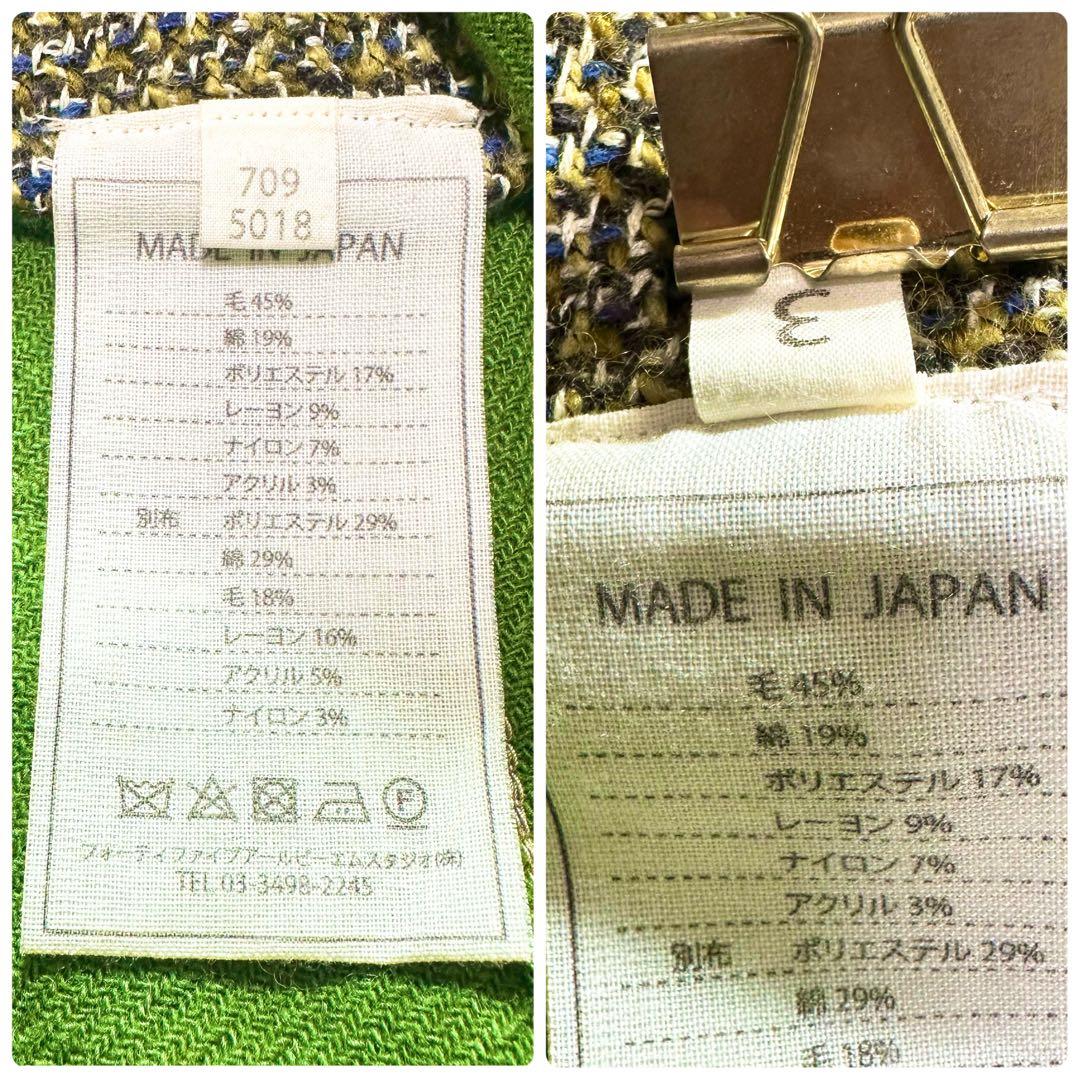 709
5018
MADE IN JAPAN
毛 45%
綿 19%
ポリエステル 17%
レーヨン 9%
ナイロン 7%
アクリル 3%
別布 ポリエステル 29%
綿 29%
毛 18%
レーヨン 16%
アクリル 5%
ナイロン 3%
F
フォーティファイブアールピーエムスタジオ(株)
TEL 03-3498-2245
3
MADE IN JAPAN
毛 45%
綿 19%
ポリエステル 17%
レーヨン 9%
ナイロン 7%
アクリル 3%
別布 ポリエステル 29%
綿 29%
毛 18%